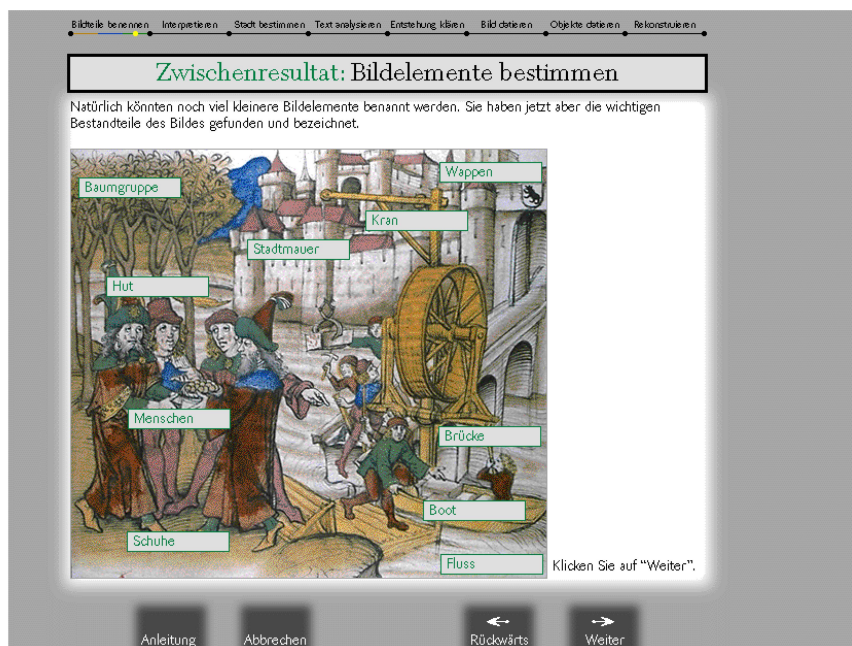 Bildteile benennen Interpretieren Stadt bestimmen Text analysieren Entstehung klären Bild datieren Objekte datieren Rekonstruieren
Zwischenresultat: Bildelemente bestimmen
Natürlich könnten noch viel kleinere Bildelemente benannt werden. Sie haben jetzt aber die wichtigen
Bestandteile des Bildes gefunden und bezeichnet.
Wappen
Baumgruppe
Kran
Stadtmauer
Hut
Menschen
Brücke
Boot
Schuhe
Fluss
Klicken Sie auf "Weiter".
Anleitung Abbrechen Rückwärts Weiter